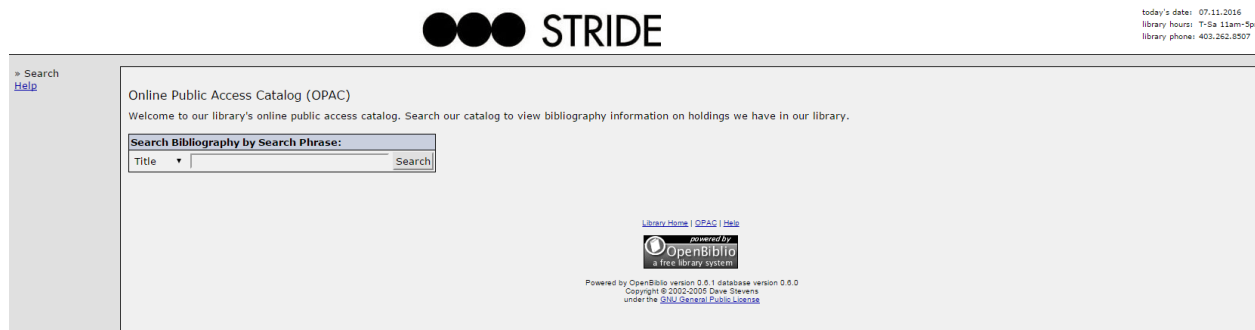 STRIDE
today's date: 07.11.2016
library hours: T-Sa 11am-5p
library phone: 403.262.8507
» Search
Help
Online Public Access Catalog (OPAC)
Welcome to our library's online public access catalog. Search our catalog to view bibliography information on holdings we have in our library.
Search Bibliography by Search Phrase:
Title ▼ Search
Library Home | OPAC | Help
powered by
OpenBiblio
a free library system
Powered by OpenBiblio version 0.6.1 database version 0.6.0
Copyright © 2002-2005 Dave Stevens
under the GNU General Public License